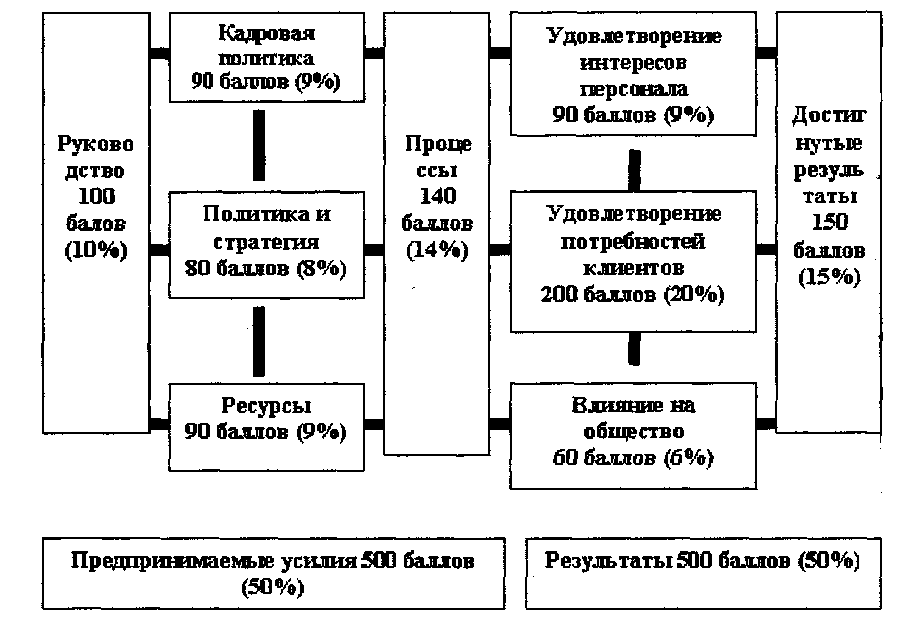 Руково
дство
100
балов
(10%)
Кадровая
политика
90 баллов (9%)
Политика и
стратегия
80 баллов (8%)
Ресурсы
90 баллов (9%)
Проце
ссы
140
баллов
(14%)
Удовлетворение
интересов
персонала
90 баллов (9%)
Удовлетворение
потребностей
клиентов
200 баллов (20%)
Влияние на
общество
60 баллов (6%)
Достиг
нутые
резуль
таты
150
баллов
(15%)
Предпринимаемые усилия 500 баллов
(50%)
Результаты 500 баллов (50%)